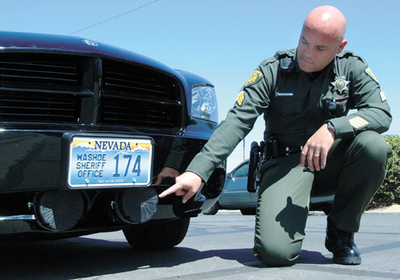 NEVADA
WASHOE
SHERIFF
OFFICE
174